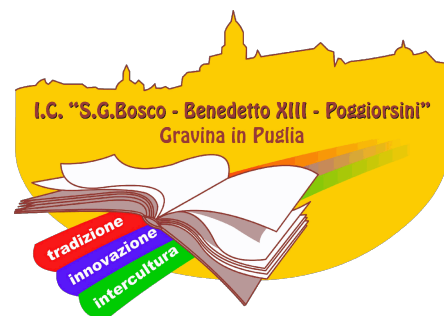 I.C. “S.G.Bosco - Benedetto XIII - Poggiorsini”
Gravina in Puglia
tradizione
innovazione
intercultura